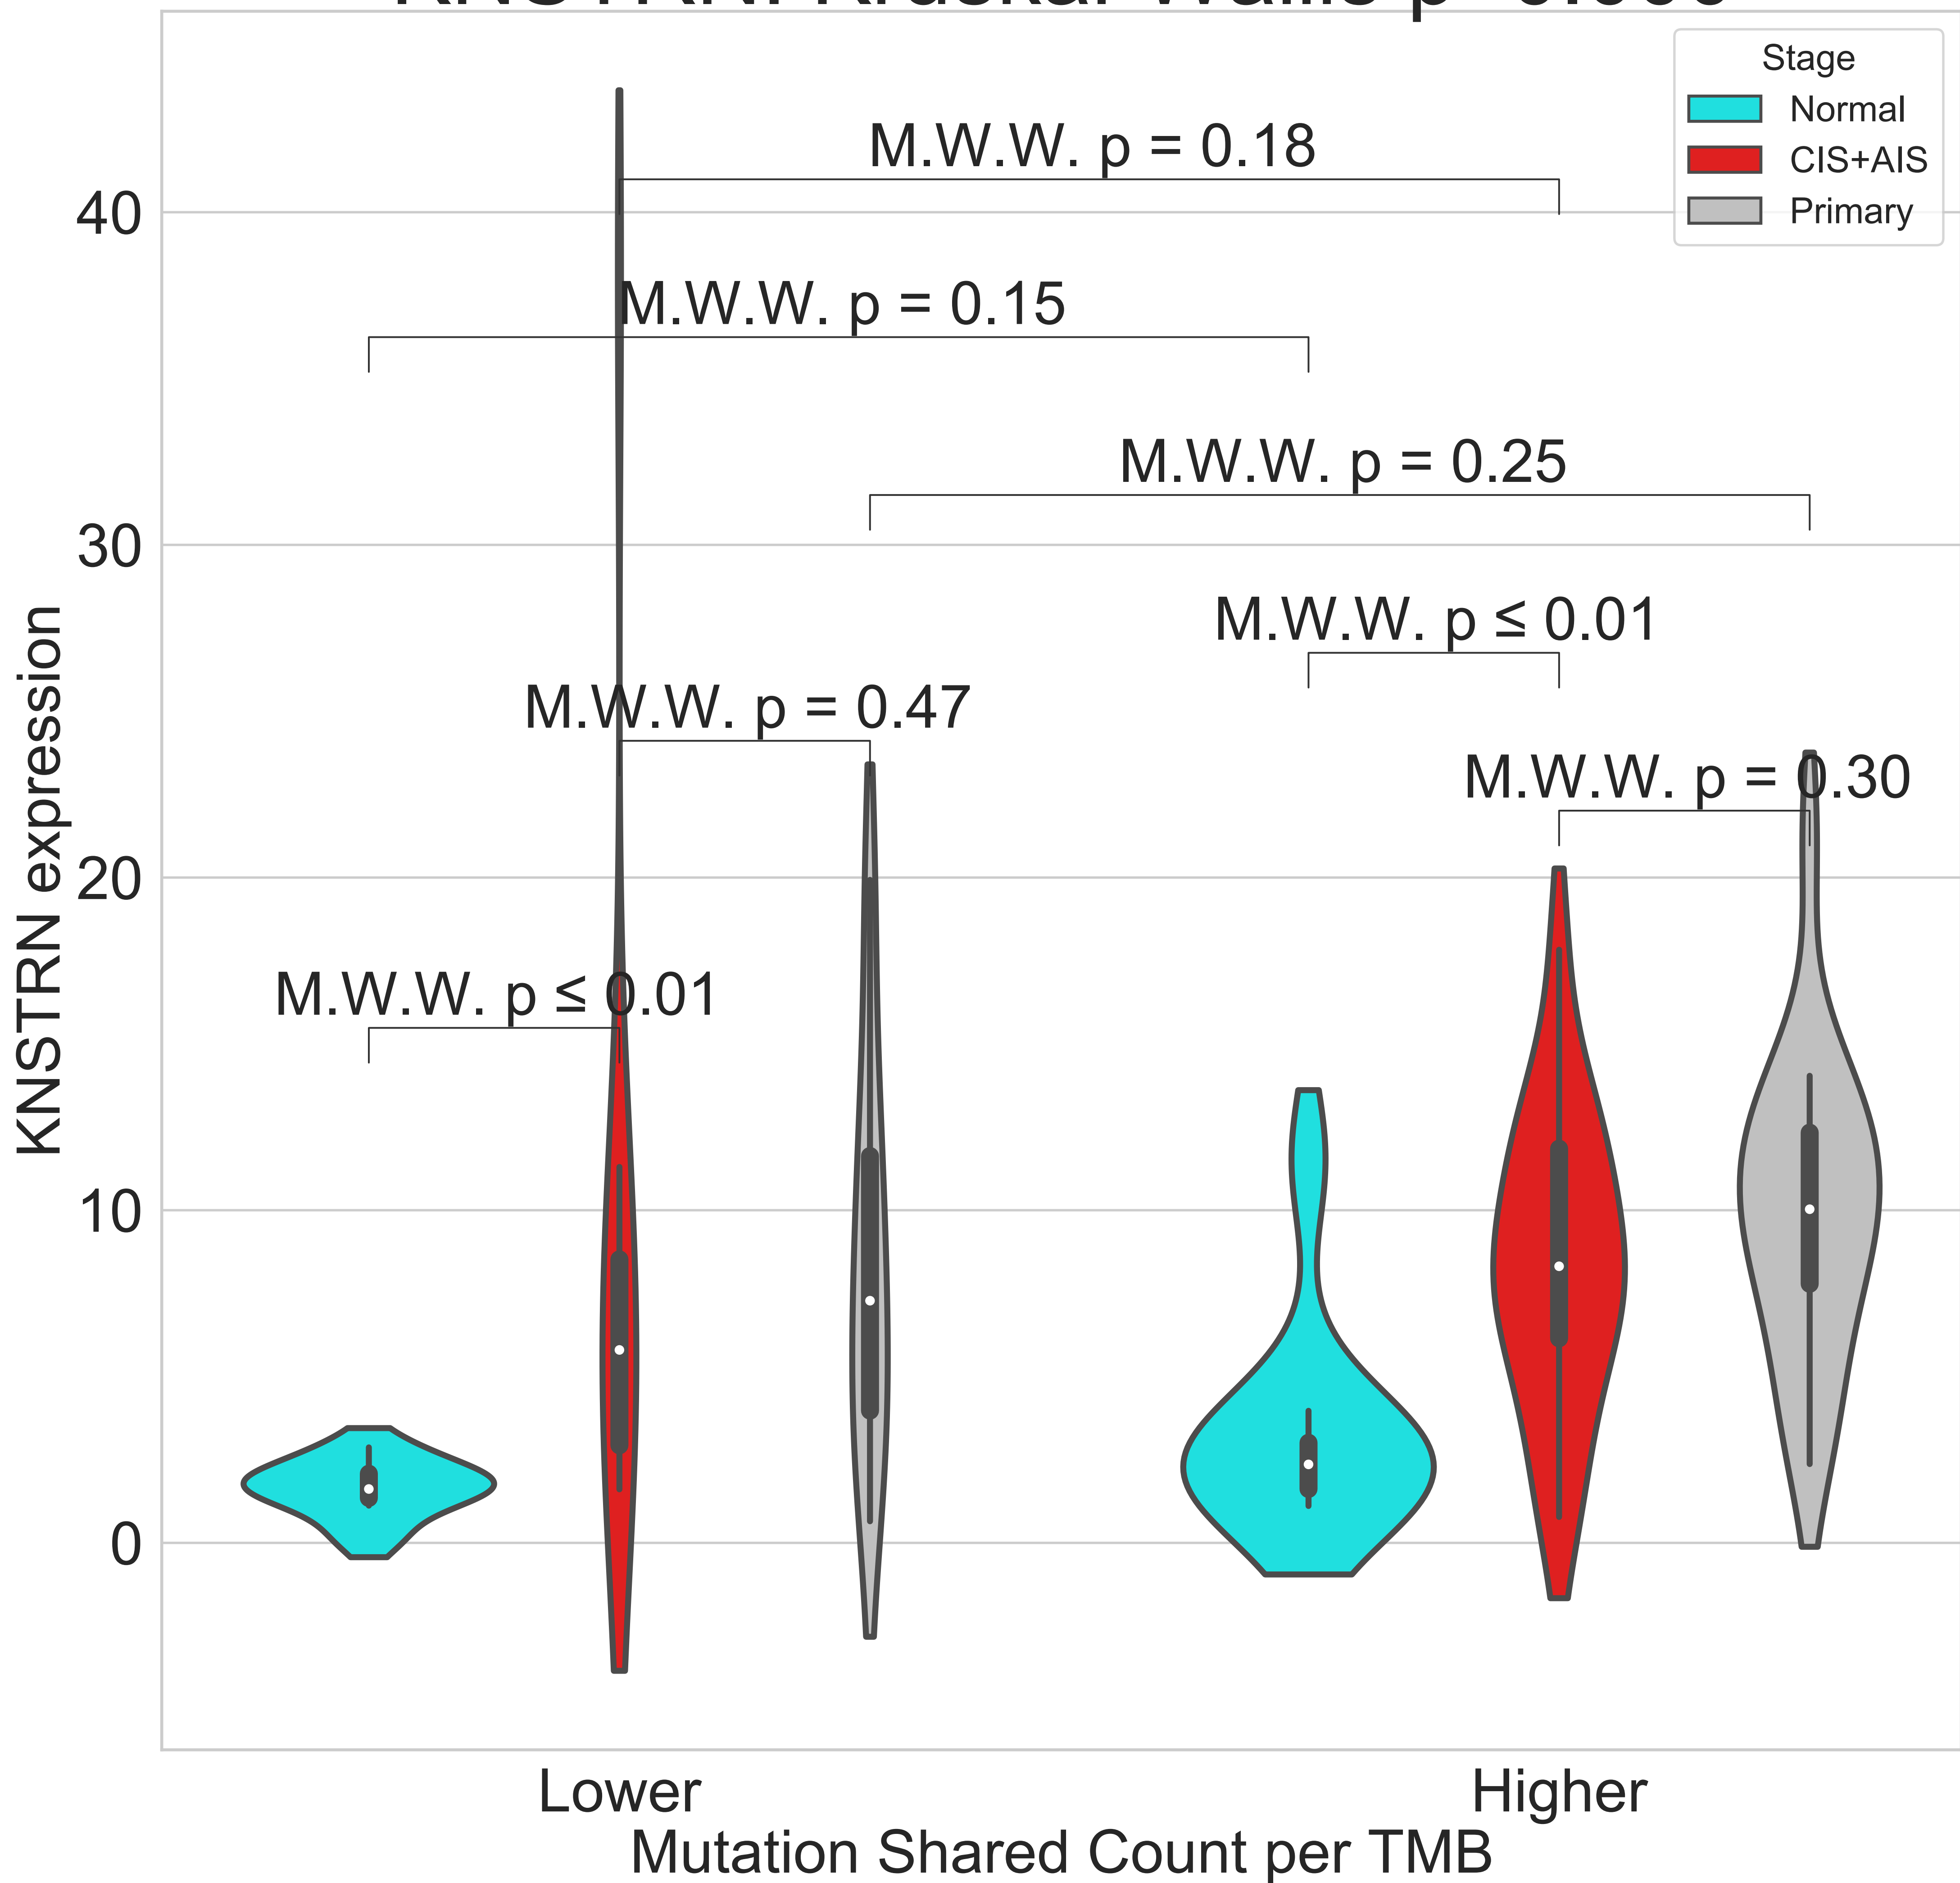 Stage
Normal
CIS+AIS
Primary
M.W.W. p = 0.18
M.W.W. p = 0.15
M.W.W. p = 0.25
M.W.W. p ≤ 0.01
M.W.W. p = 0.47
M.W.W. p = 0.30
M.W.W. p ≤ 0.01
40
30
20
10
0
KNSTRN expression
Lower
Higher
Mutation Shared Count per TMB